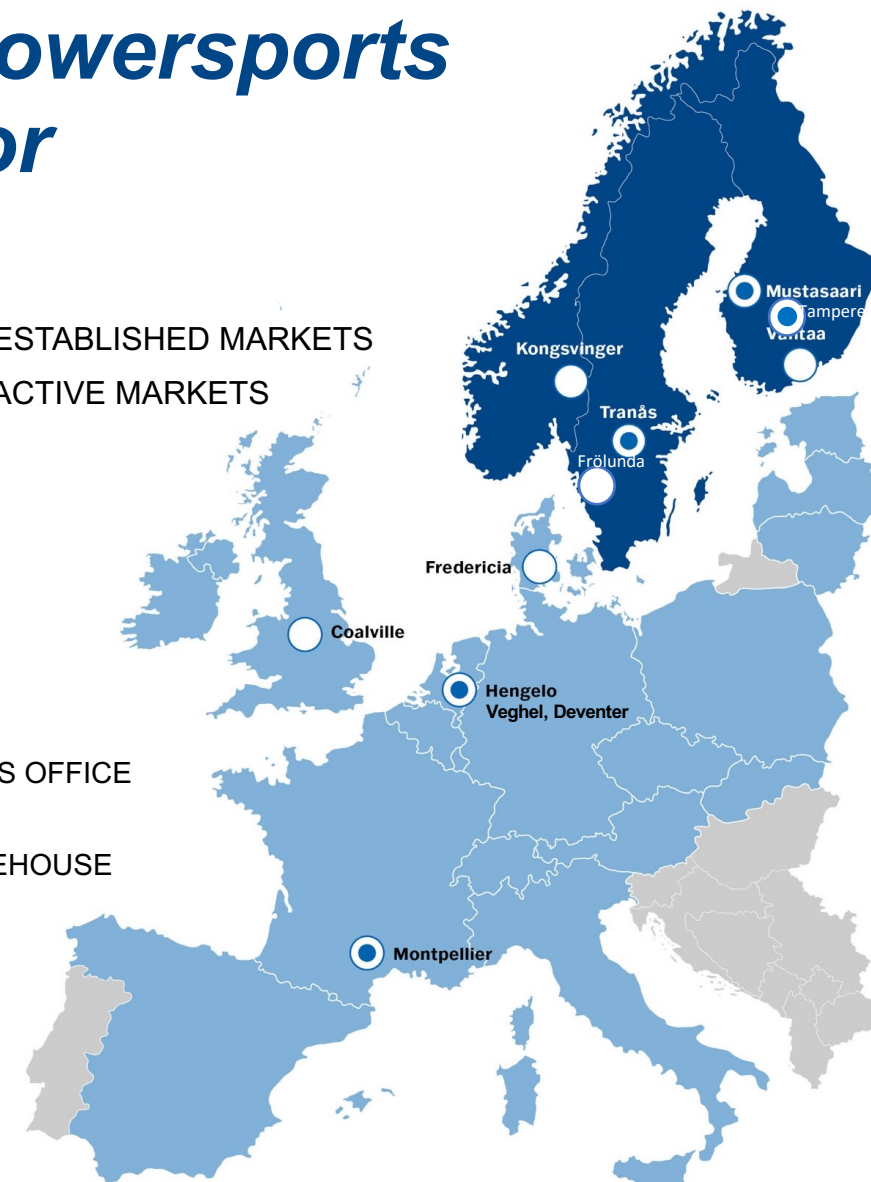 owersports
or
ESTABLISHED MARKETS
ACTIVE MARKETS
Mustasaari
Tampere
Vantaa
Kongsvinger
Tranås
Frölunda
Fredericia
Coalville
Hengelo
Veghel, Deventer
S OFFICE
EHOUSE
Montpellier